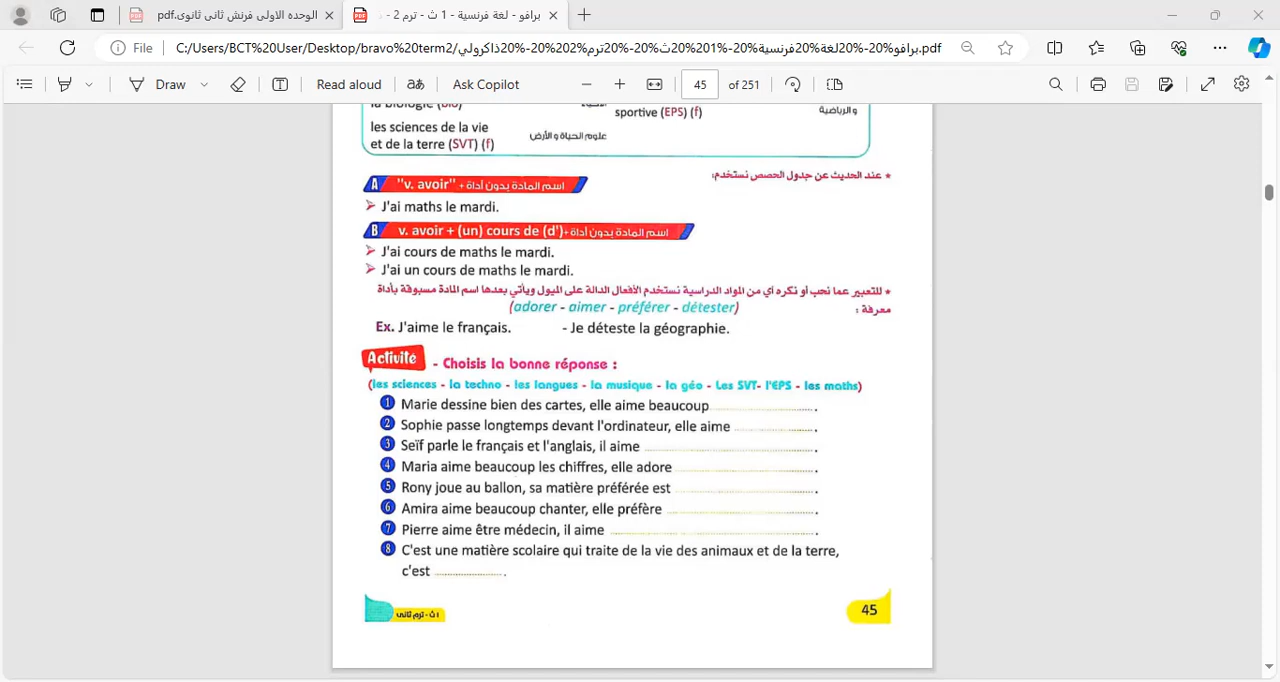 الوحده الاولى فرنش ثانى ثانوى.pdf
برافو - لغة فرنسية - 1 ث - ترم 2 -
File
C:/Users/BCT%20User/Desktop/bravo%20term2/برافو%20-%20لغة%20فرنسية%20-%201%20ث%20-%20ترم%202%20-%20ذاكرولي.pdf
Draw
Read aloud
aあ
Ask Copilot
45
of 251
la biologie (bio)
الأحياء
sportive (EPS) (f)
والرياضية
les sciences de la vie
et de la terre (SVT) (f)
علوم الحياة والأرض
* عند الحديث عن جدول الحصص نستخدم:
A "v. avoir" + اسم المادة بدون أداة
J'ai maths le mardi.
B v. avoir + (un) cours de (d')+ اسم المادة بدون أداة
J'ai cours de maths le mardi.
J'ai un cours de maths le mardi.
* للتعبير عما نحب أو نكره أي من المواد الدراسية نستخدم الأفعال الدالة على الميول ويأتي بعدها اسم المادة مسبوقة بأداة
معرفة :
(adorer - aimer - préférer - détester)
Ex. J'aime le français. - Je déteste la géographie.
Activité - Choisis la bonne réponse :
(les sciences - la techno - les langues - la musique - la géo - Les SVT- l'EPS - les maths)
1 Marie dessine bien des cartes, elle aime beaucoup .................... .
2 Sophie passe longtemps devant l'ordinateur, elle aime .................... .
3 Seïf parle le français et l'anglais, il aime .................... .
4 Maria aime beaucoup les chiffres, elle adore .................... .
5 Rony joue au ballon, sa matière préférée est .................... .
6 Amira aime beaucoup chanter, elle préfère .................... .
7 Pierre aime être médecin, il aime .................... .
8 C'est une matière scolaire qui traite de la vie des animaux et de la terre,
c'est .................... .
1 ث - ترم ثانى
45